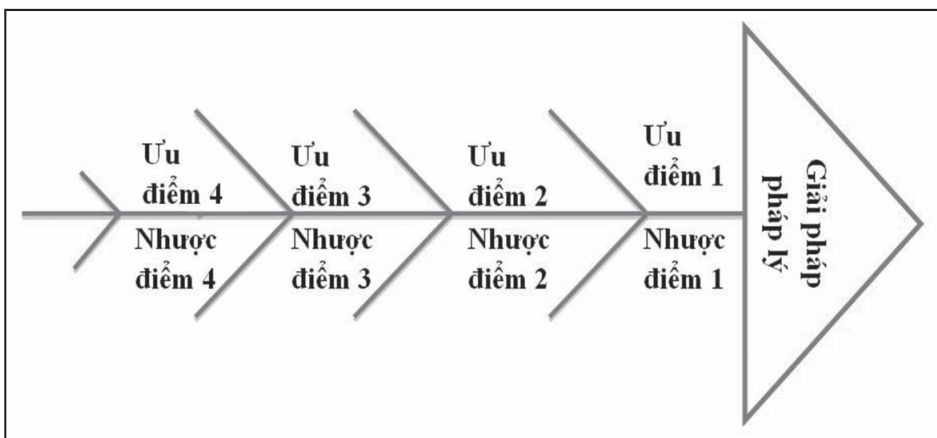 Ưu
điểm 4
Ưu
điểm 3
Ưu
điểm 2
Ưu
điểm 1
Nhược
điểm 4
Nhược
điểm 3
Nhược
điểm 2
Nhược
điểm 1
Giải pháp
pháp lý